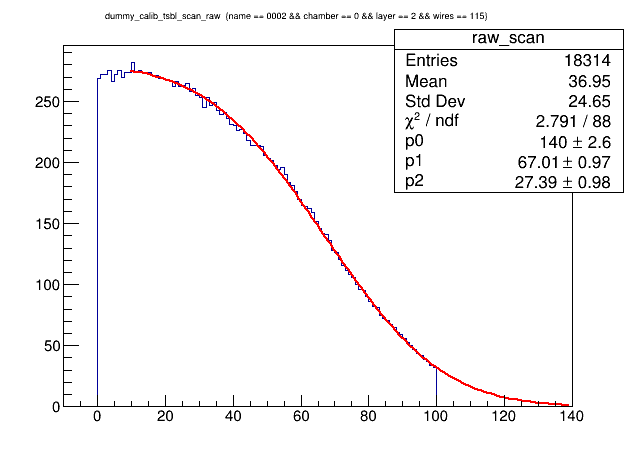 dummy_calib_tsbl_scan_raw (name == 0002 && chamber == 0 && layer == 2 && wires == 115)
raw_scan
Entries 18314
Mean 36.95
Std Dev 24.65
χ² / ndf 2.791 / 88
p0 140 ± 2.6
p1 67.01 ± 0.97
p2 27.39 ± 0.98
250
200
150
100
50
0
0 20 40 60 80 100 120 140